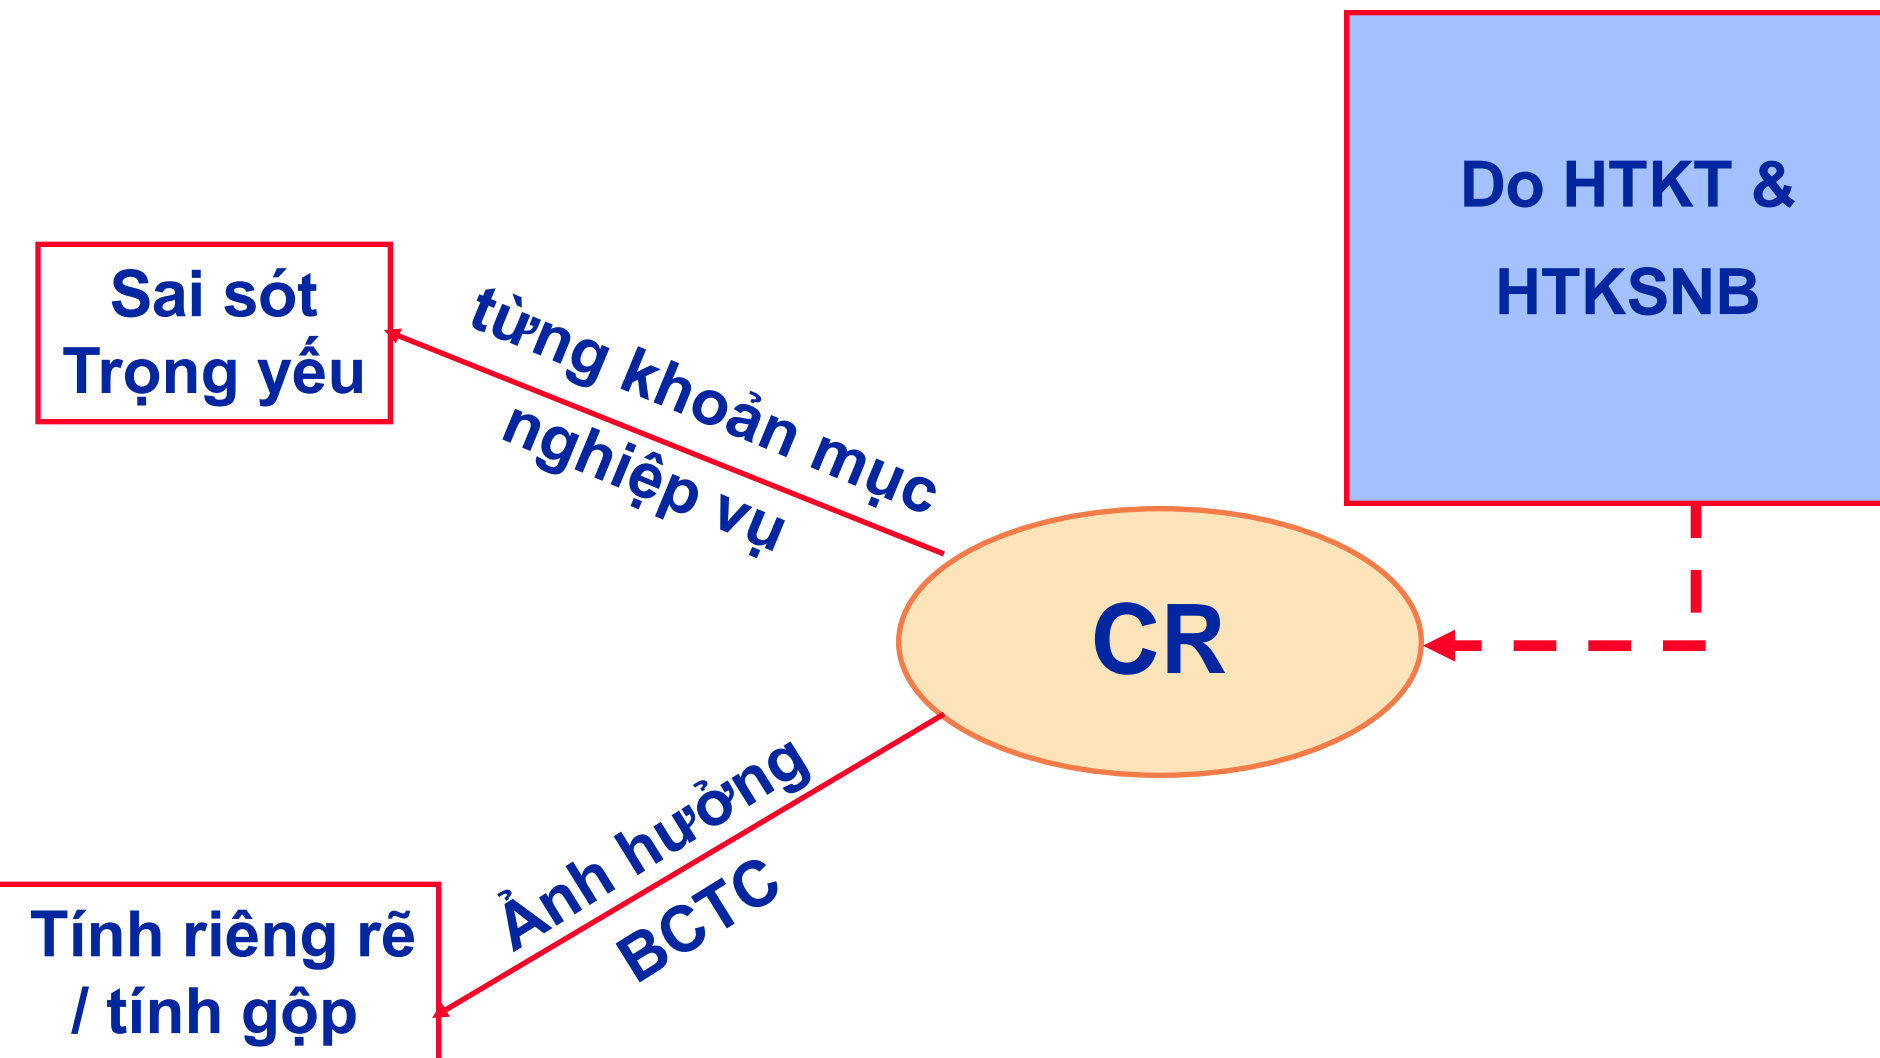 Do HTKT &
HTKSNB
Sai sót
Trọng yếu
từng khoản mục
nghiệp vụ
CR
Ảnh hưởng
BCTC
Tính riêng rẽ
/ tính gộp